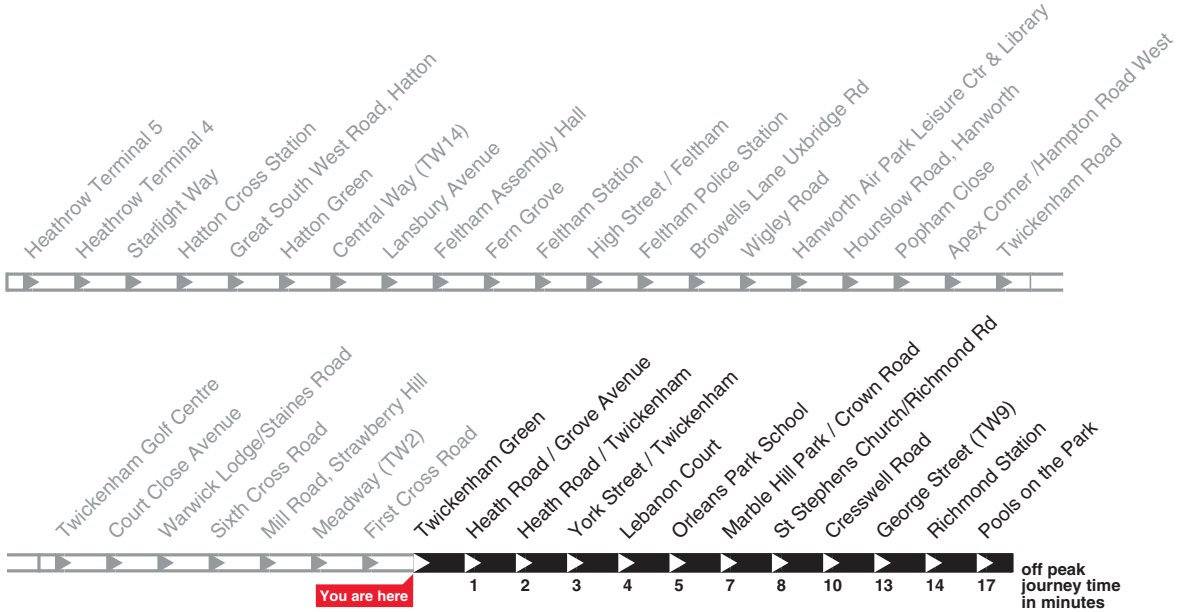 Heathrow Terminal 5
Heathrow Terminal 4
Starlight Way
Hatton Cross Station
Great South West Road, Hatton
Hatton Green
Central Way (TW14)
Lansbury Avenue
Feltham Assembly Hall
Fern Grove
Feltham Station
High Street / Feltham
Feltham Police Station
Browells Lane Uxbridge Rd
Wigley Road
Hanworth Air Park Leisure Ctr & Library
Hounslow Road, Hanworth
Popham Close
Apex Corner /Hampton Road West
Twickenham Road
Twickenham Golf Centre
Court Close Avenue
Warwick Lodge/Staines Road
Sixth Cross Road
Mill Road, Strawberry Hill
Meadway (TW2)
First Cross Road
Twickenham Green
Heath Road / Grove Avenue
Heath Road / Twickenham
York Street / Twickenham
Lebanon Court
Orleans Park School
Marble Hill Park / Crown Road
St Stephens Church/Richmond Rd
Cresswell Road
George Street (TW9)
Richmond Station
Pools on the Park
You are here
1 2 3 4 5 7 8 10 13 14 17
off peak
journey time
in minutes